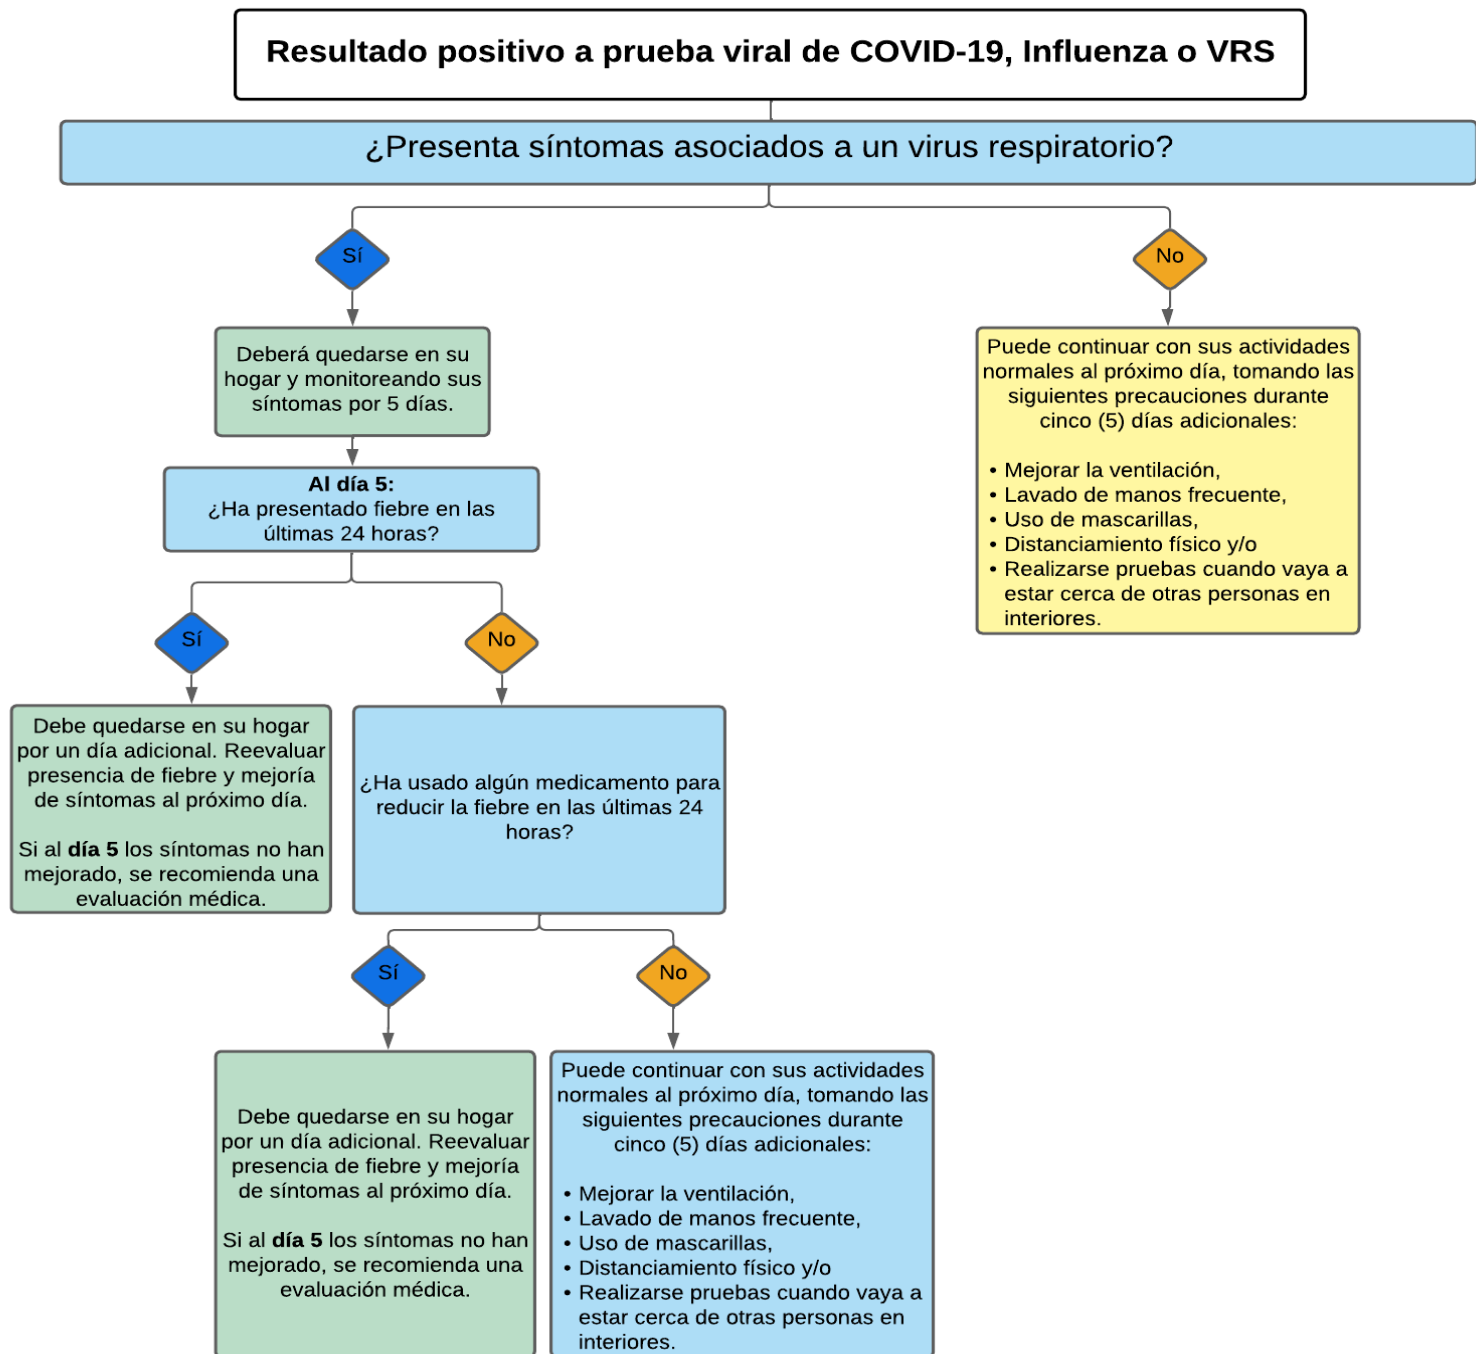 Resultado positivo a prueba viral de COVID-19, Influenza o VRS
¿Presenta síntomas asociados a un virus respiratorio?
Sí
No
Deberá quedarse en su
hogar y monitoreando sus
síntomas por 5 días.
Puede continuar con sus actividades
normales al próximo día, tomando las
siguientes precauciones durante
cinco (5) días adicionales:
• Mejorar la ventilación,
• Lavado de manos frecuente,
• Uso de mascarillas,
• Distanciamiento físico y/o
• Realizarse pruebas cuando vaya a
estar cerca de otras personas en
interiores.
Al día 5:
¿Ha presentado fiebre en las
últimas 24 horas?
Sí
No
Debe quedarse en su hogar
por un día adicional. Reevaluar
presencia de fiebre y mejoría
de síntomas al próximo día.
Si al día 5 los síntomas no han
mejorado, se recomienda una
evaluación médica.
¿Ha usado algún medicamento para
reducir la fiebre en las últimas 24
horas?
Sí
No
Debe quedarse en su hogar
por un día adicional. Reevaluar
presencia de fiebre y mejoría
de síntomas al próximo día.
Si al día 5 los síntomas no han
mejorado, se recomienda una
evaluación médica.
Puede continuar con sus actividades
normales al próximo día, tomando las
siguientes precauciones durante
cinco (5) días adicionales:
• Mejorar la ventilación,
• Lavado de manos frecuente,
• Uso de mascarillas,
• Distanciamiento físico y/o
• Realizarse pruebas cuando vaya a
estar cerca de otras personas en
interiores.